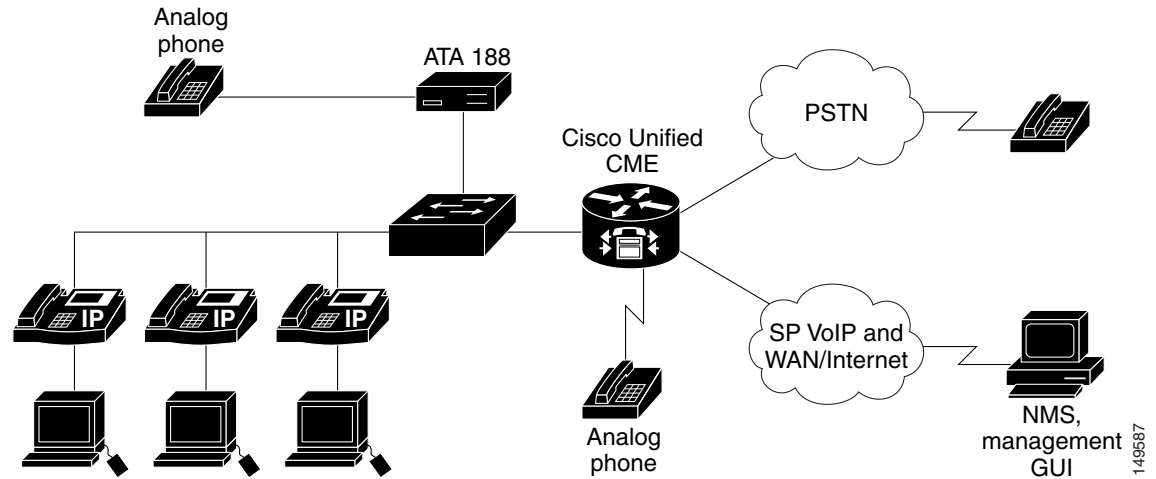 Analog
phone
ATA 188
PSTN
Cisco Unified
CME
IP
IP
IP
SP VoIP and
WAN/Internet
Analog
phone
NMS,
management
GUI
149587